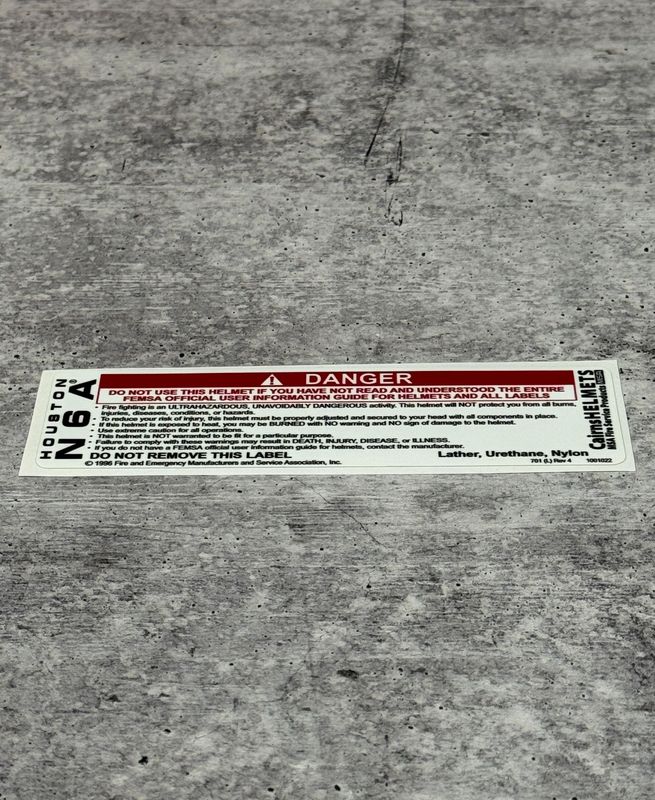 HOUSTON
N6A®
⚠ DANGER
DO NOT USE THIS HELMET IF YOU HAVE NOT READ AND UNDERSTOOD THE ENTIRE
FEMSA OFFICIAL USER INFORMATION GUIDE FOR HELMETS AND ALL LABELS
• Fire fighting is an ULTRAHAZARDOUS, UNAVOIDABLY DANGEROUS activity. This helmet will NOT protect you from all burns,
injuries, diseases, conditions, or hazards.
• To reduce your risk of injury, this helmet must be properly adjusted and secured to your head with all components in place.
• If this helmet is exposed to heat, you may be BURNED with NO warning and NO sign of damage to the helmet.
• Use extreme caution for all operations.
• This helmet is NOT warranted to be fit for a particular purpose.
• Failure to comply with these warnings may result in DEATH, INJURY, DISEASE, or ILLNESS.
• If you do not have a FEMSA official user information guide for helmets, contact the manufacturer.
DO NOT REMOVE THIS LABEL
© 1996 Fire and Emergency Manufacturers and Service Association, Inc.
Lather, Urethane, Nylon
701 (L) Rev 4 1001022
CairnsHELMETS
Fire Service Products